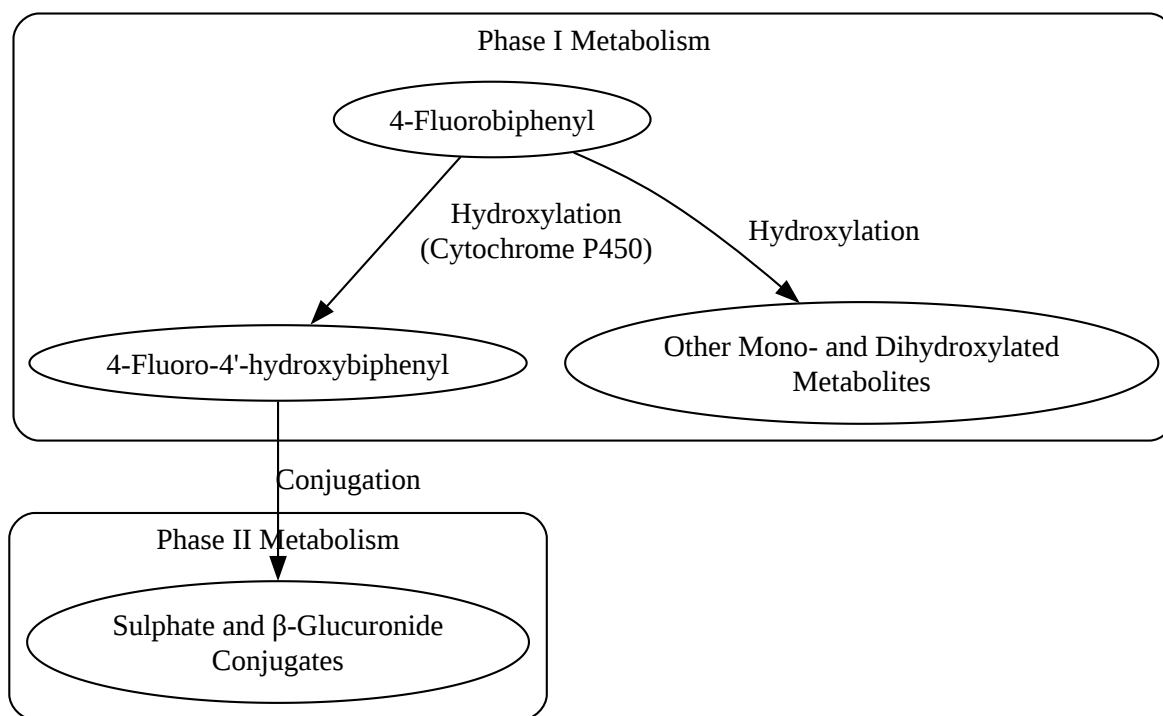 Phase I Metabolism
4-Fluorobiphenyl
Hydroxylation
(Cytochrome P450)
Hydroxylation
4-Fluoro-4'-hydroxybiphenyl
Other Mono- and Dihydroxylated
Metabolites
Conjugation
Phase II Metabolism
Sulphate and β-Glucuronide
Conjugates